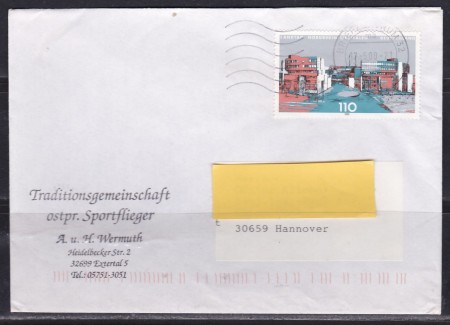 110
Traditionsgemeinschaft
ostpr. Sportflieger
A. u. H. Wermuth
Heidelbecker Str. 2
32699 Extertal 5
Tel.: 05751-3051
t
30659 Hannover